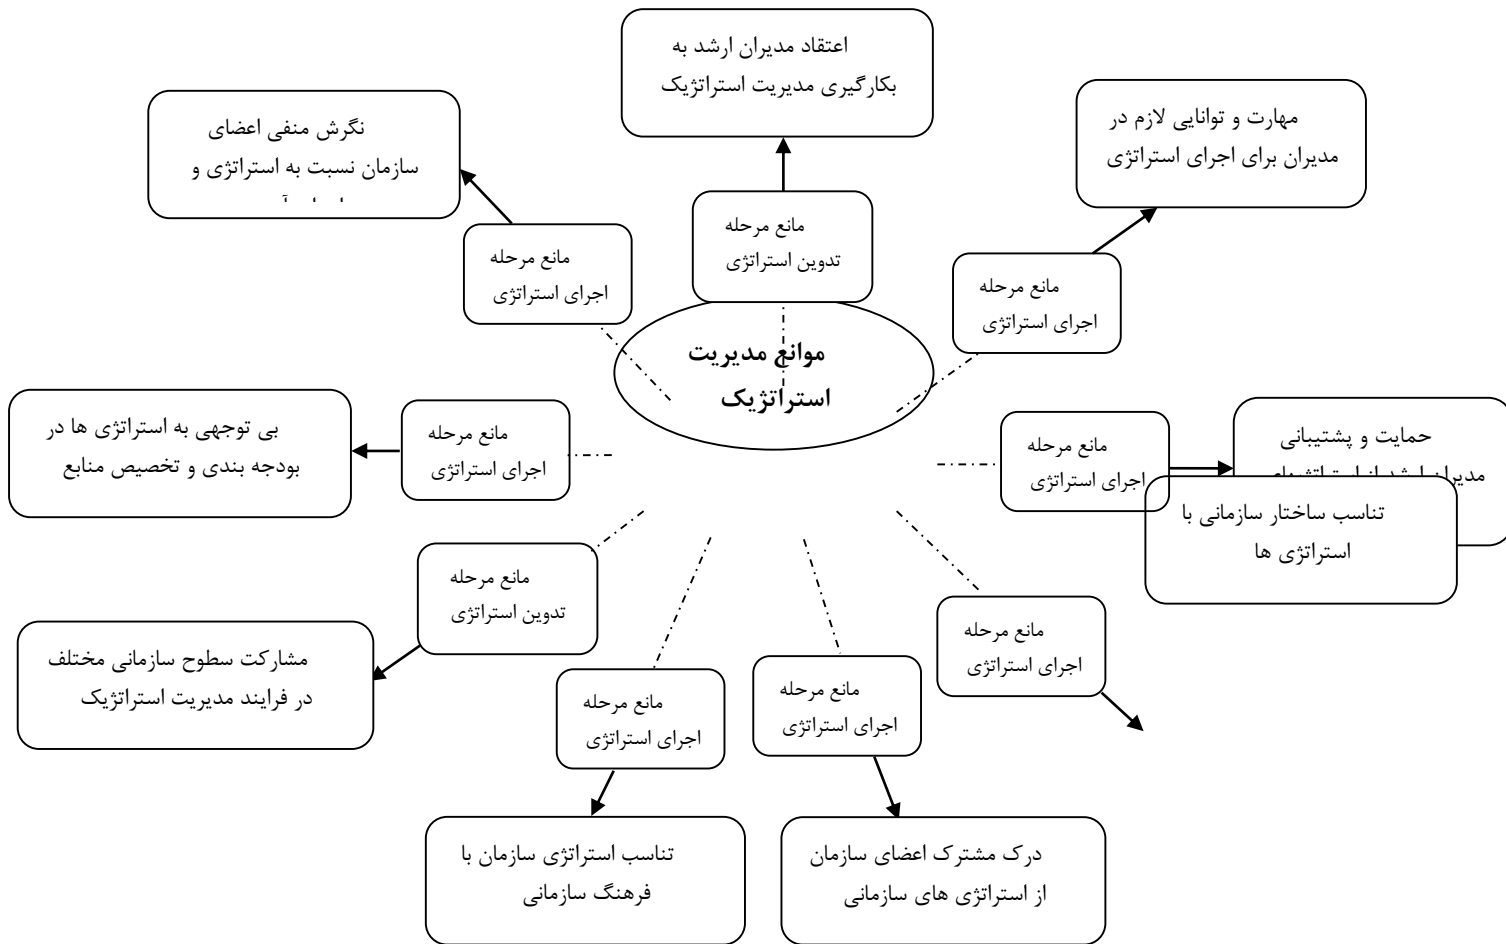 اعتقاد مدیران ارشد به
بکارگیری مدیریت استراتژیک
مهارت و توانایی لازم در
مدیران برای اجرای استراتژی
نگرش منفی اعضای
سازمان نسبت به استراتژی و
مانع مرحله
تدوین استراتژی
مانع مرحله
اجرای استراتژی
مانع مرحله
اجرای استراتژی
موانع مدیریت
استراتژیک
حمایت و پشتیبانی
مدیران ارشد از
مانع مرحله
اجرای استراتژی
تناسب ساختار سازمانی با
استراتژی ها
مانع مرحله
اجرای استراتژی
بی توجهی به استراتژی ها در
بودجه بندی و تخصیص منابع
مانع مرحله
تدوین استراتژی
مشارکت سطوح سازمانی مختلف
در فرایند مدیریت استراتژیک
مانع مرحله
اجرای استراتژی
مانع مرحله
اجرای استراتژی
مانع مرحله
اجرای استراتژی
درک مشترک اعضای سازمان
از استراتژی های سازمانی
تناسب استراتژی سازمان با
فرهنگ سازمانی